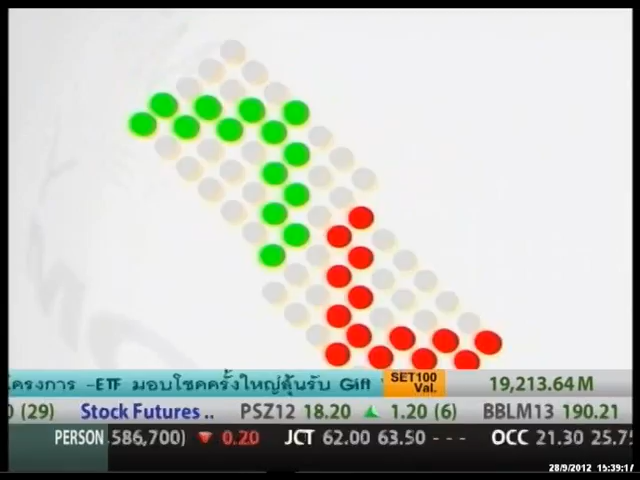 โครงการ -ETF มอบโชคครั้งใหญ่ตุ้นรับ Gift SET100 Val. 19,213.64 M
0 (29) Stock Futures .. PSZ12 18.20 1.20 (6) BBLM13 190.21
PERSON 586,700) 0.20 JCT 62.00 63.50 - - - OCC 21.30 25.75
28/9/2012 15:39:17